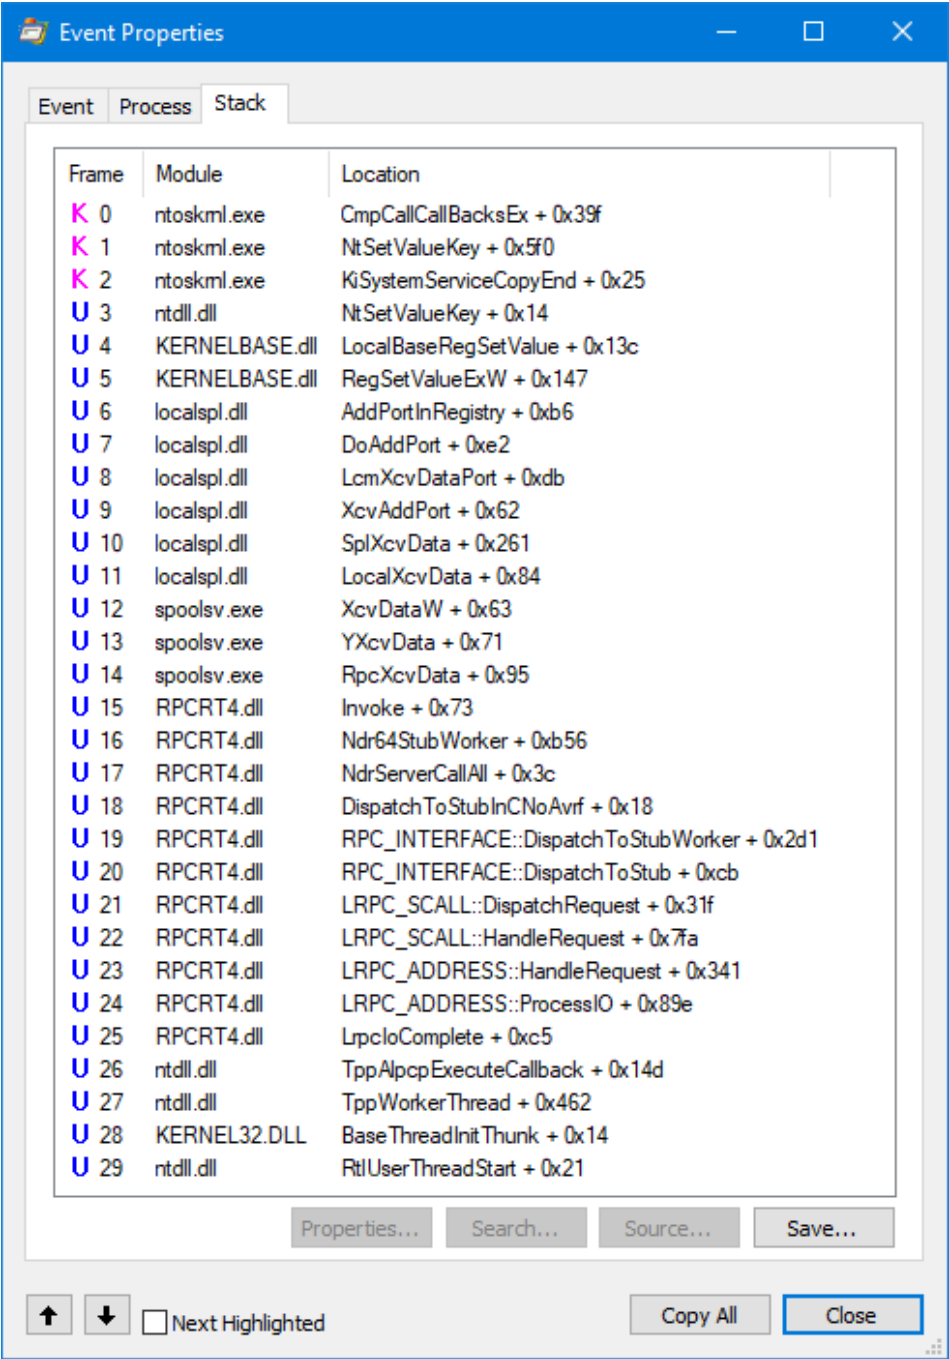 Event Properties
Event Process Stack
Frame Module Location
K 0 ntoskrnl.exe CmpCallCallBacksEx + 0x39f
K 1 ntoskrnl.exe NtSetValueKey + 0x5f0
K 2 ntoskrnl.exe KiSystemServiceCopyEnd + 0x25
U 3 ntdll.dll NtSetValueKey + 0x14
U 4 KERNELBASE.dll LocalBaseRegSetValue + 0x13c
U 5 KERNELBASE.dll RegSetValueExW + 0x147
U 6 localspl.dll AddPortInRegistry + 0xb6
U 7 localspl.dll DoAddPort + 0xe2
U 8 localspl.dll LcmXcvDataPort + 0xdb
U 9 localspl.dll XcvAddPort + 0x62
U 10 localspl.dll SplXcvData + 0x261
U 11 localspl.dll LocalXcvData + 0x84
U 12 spoolsv.exe XcvDataW + 0x63
U 13 spoolsv.exe YXcvData + 0x71
U 14 spoolsv.exe RpcXcvData + 0x95
U 15 RPCRT4.dll Invoke + 0x73
U 16 RPCRT4.dll Ndr64StubWorker + 0xb56
U 17 RPCRT4.dll NdrServerCallAll + 0x3c
U 18 RPCRT4.dll DispatchToStubInCNoAvrf + 0x18
U 19 RPCRT4.dll RPC_INTERFACE::DispatchToStubWorker + 0x2d1
U 20 RPCRT4.dll RPC_INTERFACE::DispatchToStub + 0xcb
U 21 RPCRT4.dll LRPC_SCALL::DispatchRequest + 0x31f
U 22 RPCRT4.dll LRPC_SCALL::HandleRequest + 0x7fa
U 23 RPCRT4.dll LRPC_ADDRESS::HandleRequest + 0x341
U 24 RPCRT4.dll LRPC_ADDRESS::ProcessIO + 0x89e
U 25 RPCRT4.dll LrpcIoComplete + 0xc5
U 26 ntdll.dll TppAlpcpExecuteCallback + 0x14d
U 27 ntdll.dll TppWorkerThread + 0x462
U 28 KERNEL32.DLL BaseThreadInitThunk + 0x14
U 29 ntdll.dll RtlUserThreadStart + 0x21
Properties... Search... Source... Save...
Next Highlighted Copy All Close